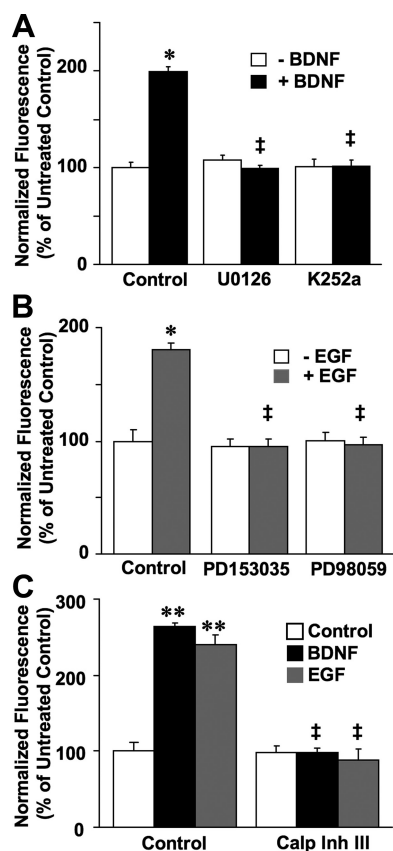 A
Normalized Fluorescence
(% of Untreated Control)
200
100
0
*
‡
‡
- BDNF
+ BDNF
Control
U0126
K252a
B
Normalized Fluorescence
(% of Untreated Control)
200
100
0
*
‡
‡
- EGF
+ EGF
Control
PD153035
PD98059
C
Normalized Fluorescence
(% of Untreated Control)
300
200
100
0
**
**
‡
‡
Control
BDNF
EGF
Control
Calp Inh III